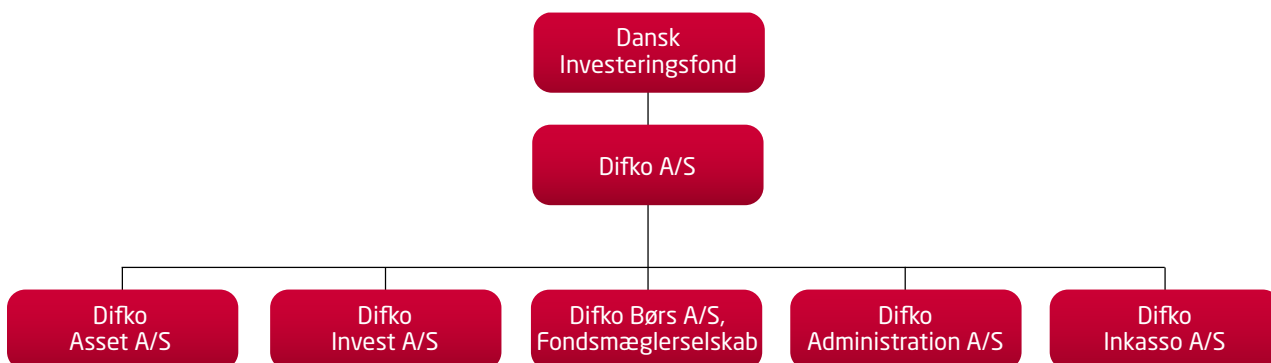 Dansk
Investeringsfond
Difko A/S
Difko
Asset A/S
Difko
Invest A/S
Difko Børs A/S,
Fondsmæglerselskab
Difko
Administration A/S
Difko
Inkasso A/S